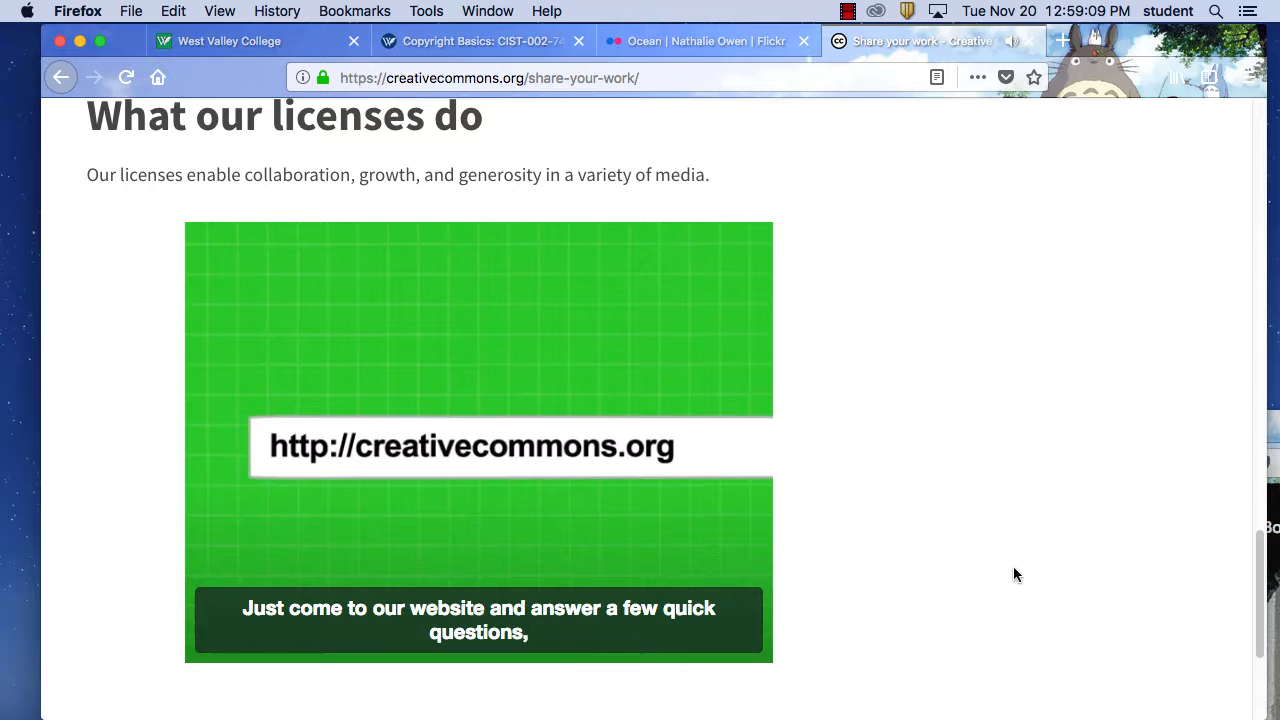 Firefox File Edit View History Bookmarks Tools Window Help Tue Nov 20 12:59:09 PM student
West Valley College Copyright Basics: CIST-002-74 Ocean | Nathalie Owen | Flickr Share your work - Creative
https://creativecommons.org/share-your-work/
What our licenses do
Our licenses enable collaboration, growth, and generosity in a variety of media.
http://creativecommons.org
Just come to our website and answer a few quick
questions,